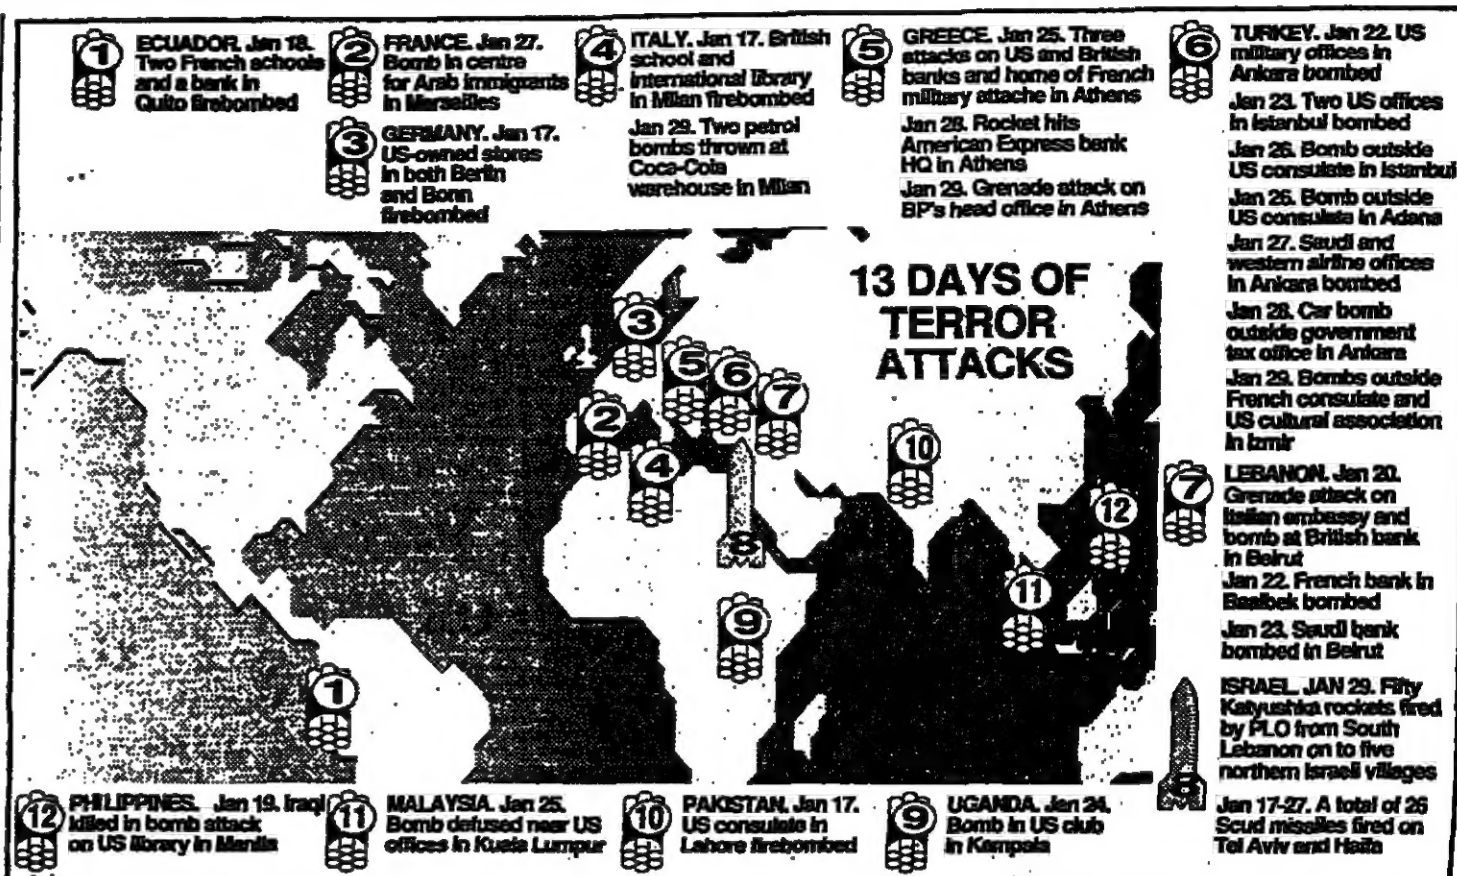 1
ECUADOR. Jan 18.
Two French schools
and a bank in
Quito firebombed
2
FRANCE. Jan 27.
Bomb in centre
for Arab immigrants
in Marseilles
3
GERMANY. Jan 17.
US-owned stores
in both Berlin
and Bonn
firebombed
4
ITALY. Jan 17. British
school and
international library
in Milan firebombed
Jan 29. Two petrol
bombs thrown at
Coca-Cola
warehouse in Milan
5
GREECE. Jan 25. Three
attacks on US and British
banks and home of French
military attache in Athens
Jan 28. Rocket hits
American Express bank
HQ in Athens
Jan 29. Grenade attack on
BP's head office in Athens
6
TURKEY. Jan 22. US
military offices in
Ankara bombed
Jan 23. Two US offices
in Istanbul bombed
Jan 26. Bomb outside
US consulate in Istanbul
Jan 26. Bomb outside
US consulate in Adana
Jan 27. Saudi and
western airline offices
in Ankara bombed
Jan 28. Car bomb
outside government
tax office in Ankara
Jan 29. Bombs outside
French consulate and
US cultural association
in Izmir
7
LEBANON. Jan 20.
Grenade attack on
Italian embassy and
bomb at British bank
in Beirut
Jan 22. French bank in
Baalbek bombed
Jan 23. Saudi bank
bombed in Beirut
8
ISRAEL. JAN 29. Fifty
Katyushka rockets fired
by PLO from South
Lebanon on to five
northern Israeli villages
Jan 17-27. A total of 26
Scud missiles fired on
Tel Aviv and Haifa
13 DAYS OF
TERROR
ATTACKS
3
5
6
7
2
4
10
12
8
11
9
1
12
PHILIPPINES. Jan 19. Iraqi
killed in bomb attack
on US library in Manila
11
MALAYSIA. Jan 25.
Bomb defused near US
offices in Kuala Lumpur
10
PAKISTAN. Jan 17.
US consulate in
Lahore firebombed
9
UGANDA. Jan 24.
Bomb in US club
in Kampala